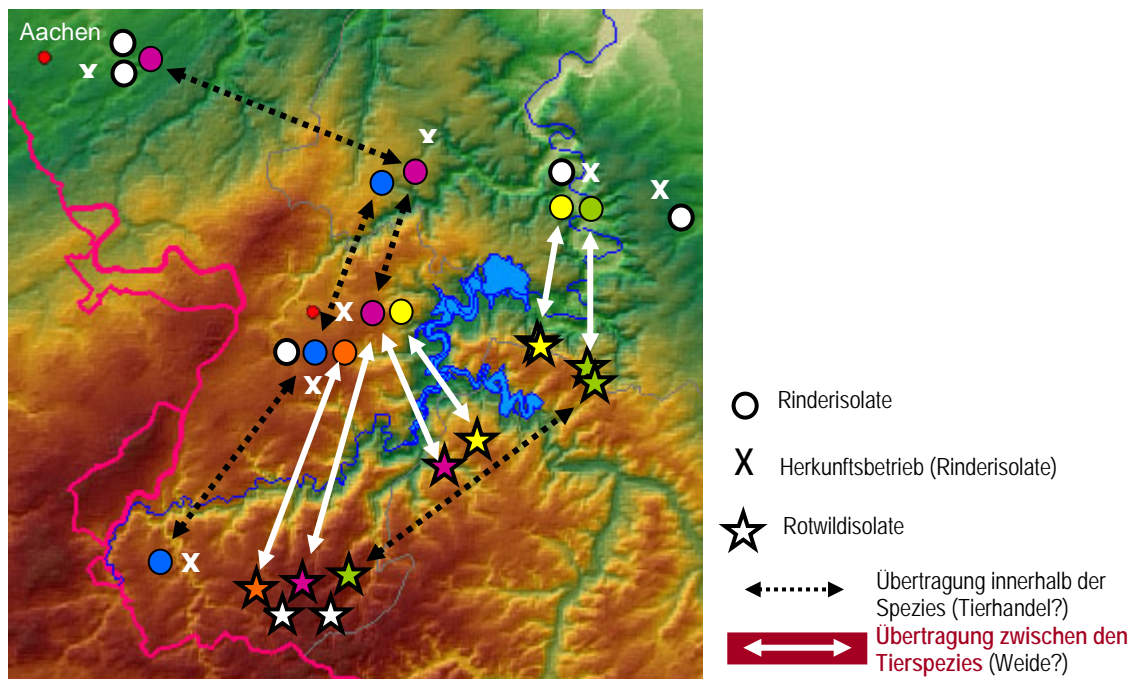 Aachen
X
X
X
X
X
X
X
Rinderisolate
X
Herkunftsbetrieb (Rinderisolate)
Rotwildisolate
Übertragung innerhalb der
Spezies (Tierhandel?)
Übertragung zwischen den
Tierspezies (Weide?)